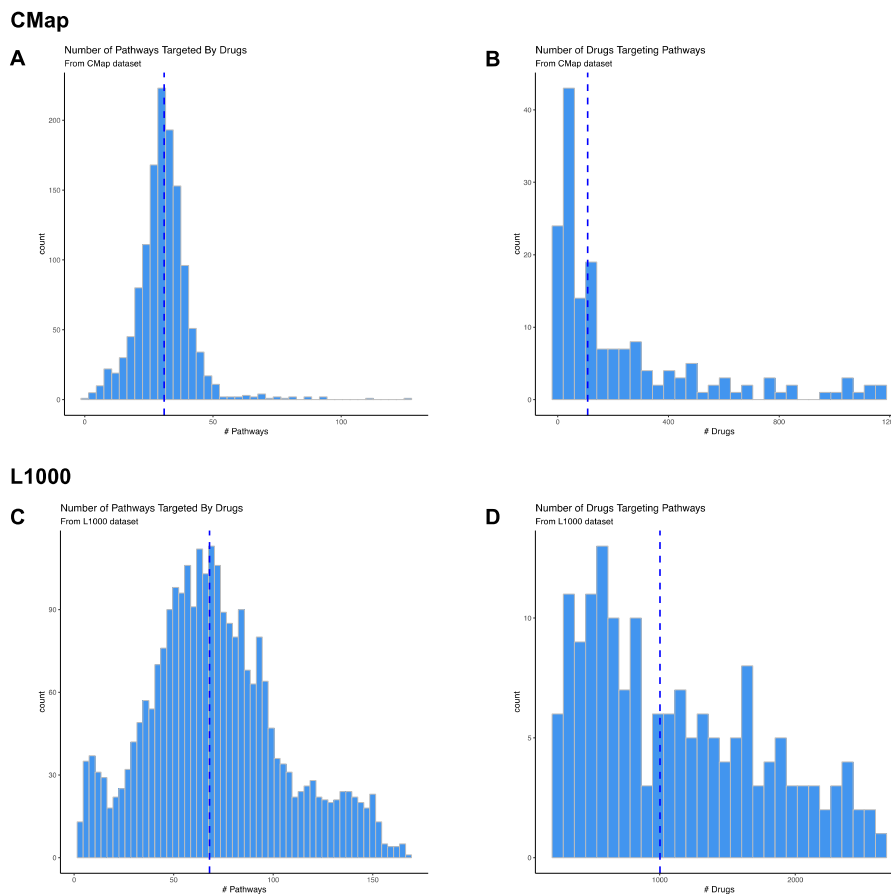 CMap
A
Number of Pathways Targeted By Drugs
From CMap dataset
count
200
150
100
50
0
0
50
100
# Pathways
B
Number of Drugs Targeting Pathways
From CMap dataset
count
40
30
20
10
0
0
400
800
# Drugs
L1000
C
Number of Pathways Targeted By Drugs
From L1000 dataset
count
90
60
30
0
0
50
100
150
# Pathways
D
Number of Drugs Targeting Pathways
From L1000 dataset
count
10
5
0
1000
2000
# Drugs